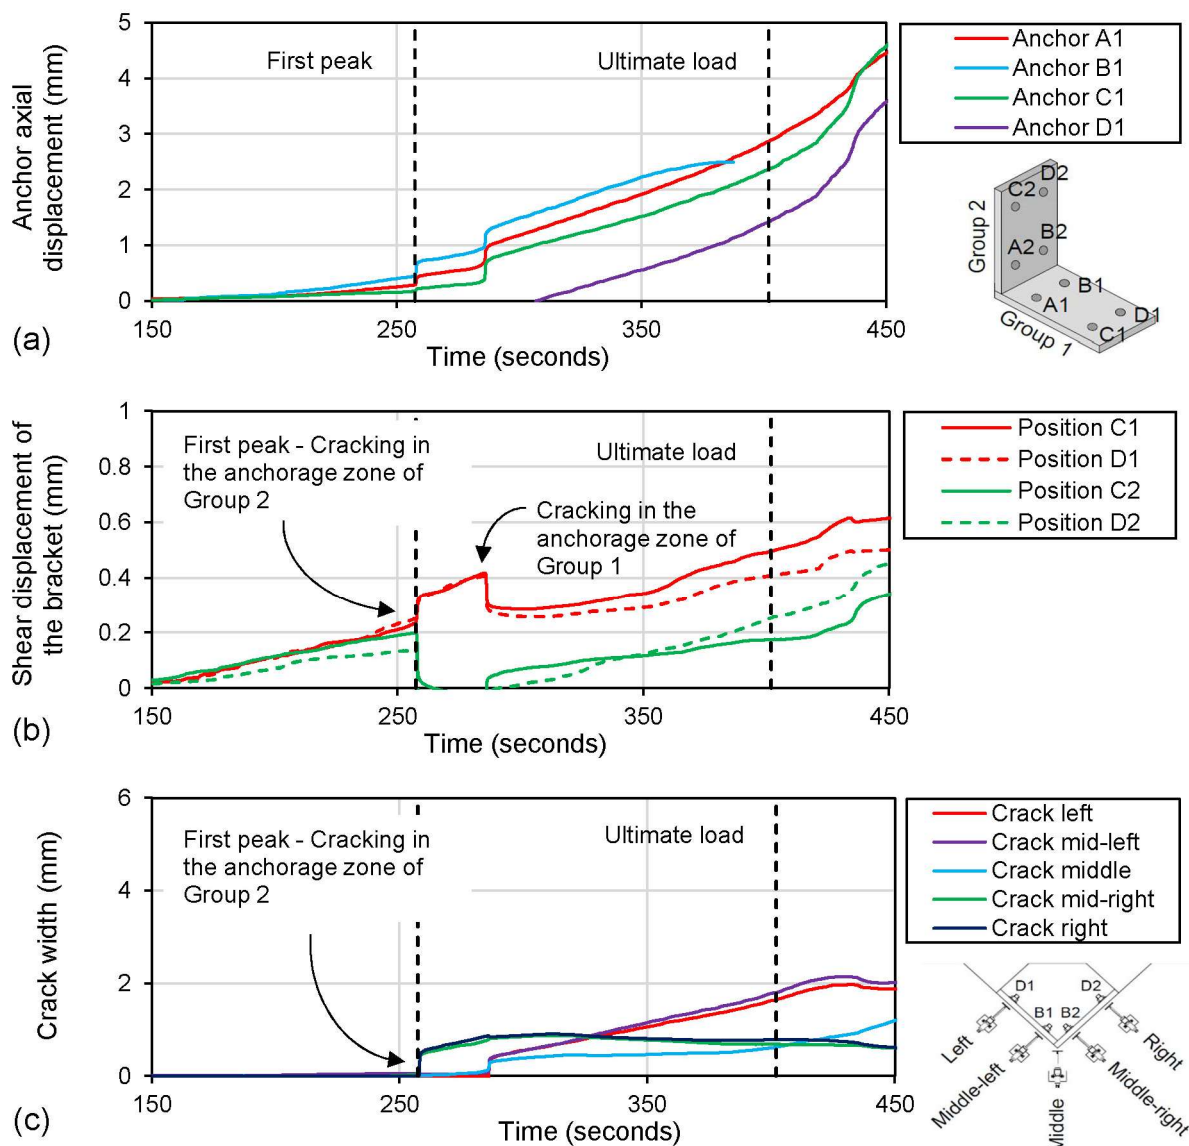 Anchor axial
displacement (mm)
5
4
3
2
1
0
First peak
Ultimate load
150
250
350
450
Time (seconds)
(a)
Anchor A1
Anchor B1
Anchor C1
Anchor D1
D2
C2
B2
A2
B1
A1
D1
C1
Group 2
Group 1
Shear displacement of
the bracket (mm)
1
0.8
0.6
0.4
0.2
0
First peak - Cracking in
the anchorage zone of
Group 2
Ultimate load
Cracking in the
anchorage zone of
Group 1
150
250
350
450
Time (seconds)
(b)
Position C1
Position D1
Position C2
Position D2
Crack width (mm)
6
4
2
0
First peak - Cracking in
the anchorage zone of
Group 2
Ultimate load
150
250
350
450
Time (seconds)
(c)
Crack left
Crack mid-left
Crack middle
Crack mid-right
Crack right
D1
D2
B1
B2
Left
Right
Middle-left
Middle
Middle-right